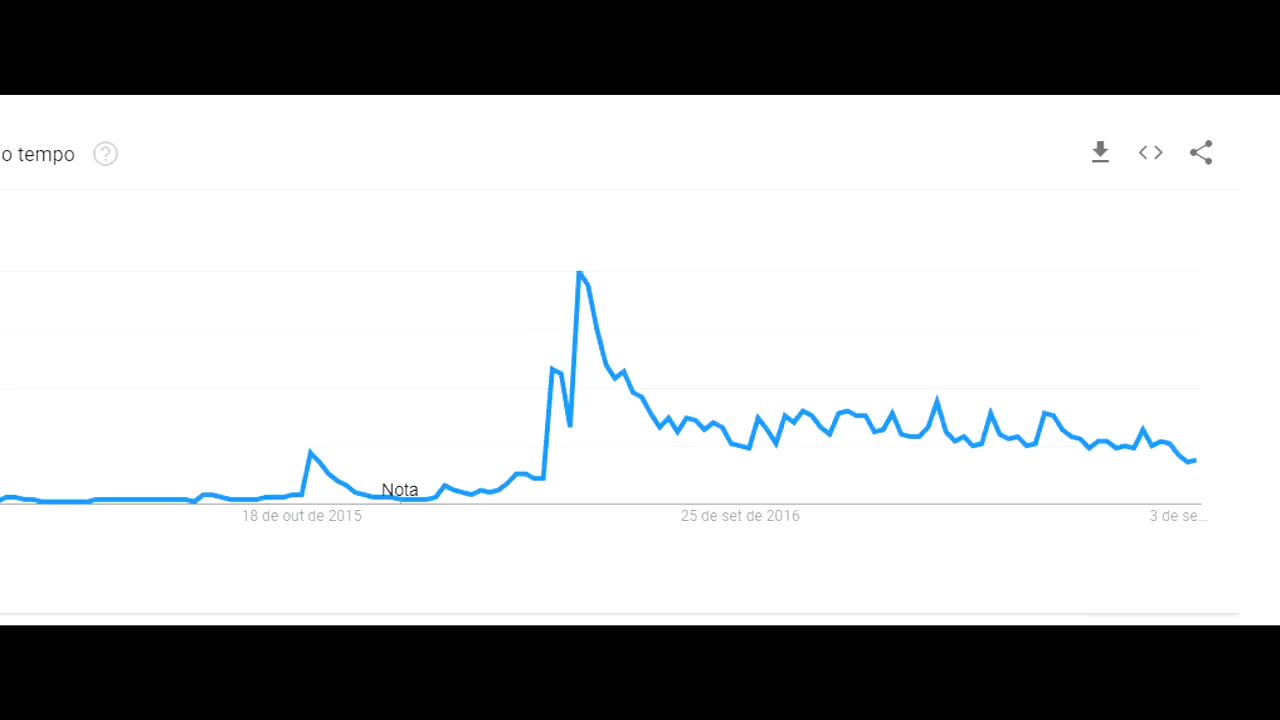 o tempo
Nota
18 de out de 2015
25 de set de 2016
3 de se...